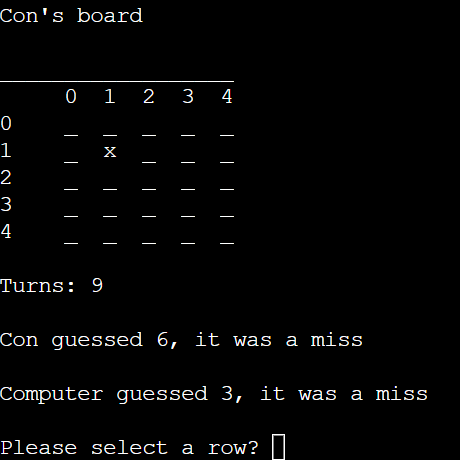 Con's board
__________________
0 1 2 3 4
0 _ _ _ _ _
1 _ x _ _ _
2 _ _ _ _ _
3 _ _ _ _ _
4 _ _ _ _ _
Turns: 9
Con guessed 6, it was a miss
Computer guessed 3, it was a miss
Please select a row?